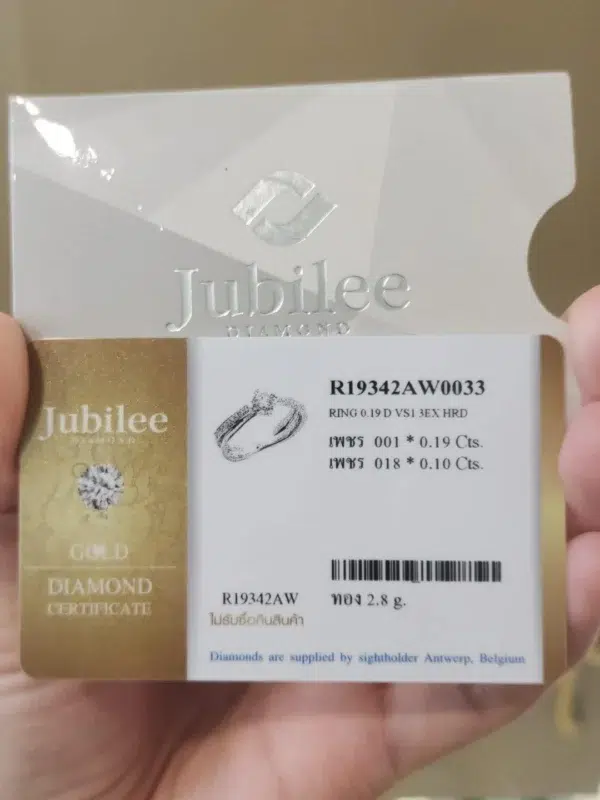 Jubilee
DIAMOND
Jubilee
DIAMOND
GOLD
DIAMOND
CERTIFICATE
R19342AW0033
RING 0.19 D VS1 3EX HRD
เพชร 001 * 0.19 Cts.
เพชร 018 * 0.10 Cts.
R19342AW
ทอง 2.8 g.
ไม่รับซื้อคืนสินค้า
Diamonds are supplied by sightholder Antwerp, Belgium